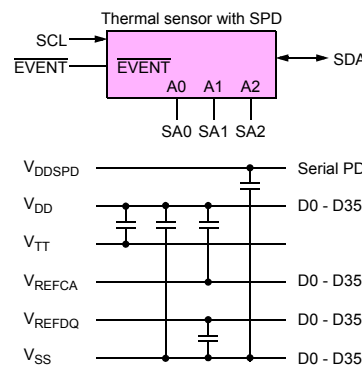 Thermal sensor with SPD
SCL
EVENT
EVENT
SDA
A0 A1 A2
SA0 SA1 SA2
VDDSPD Serial PD
VDD D0 - D35
VTT
VREFCA D0 - D35
VREFDQ D0 - D35
VSS D0 - D35